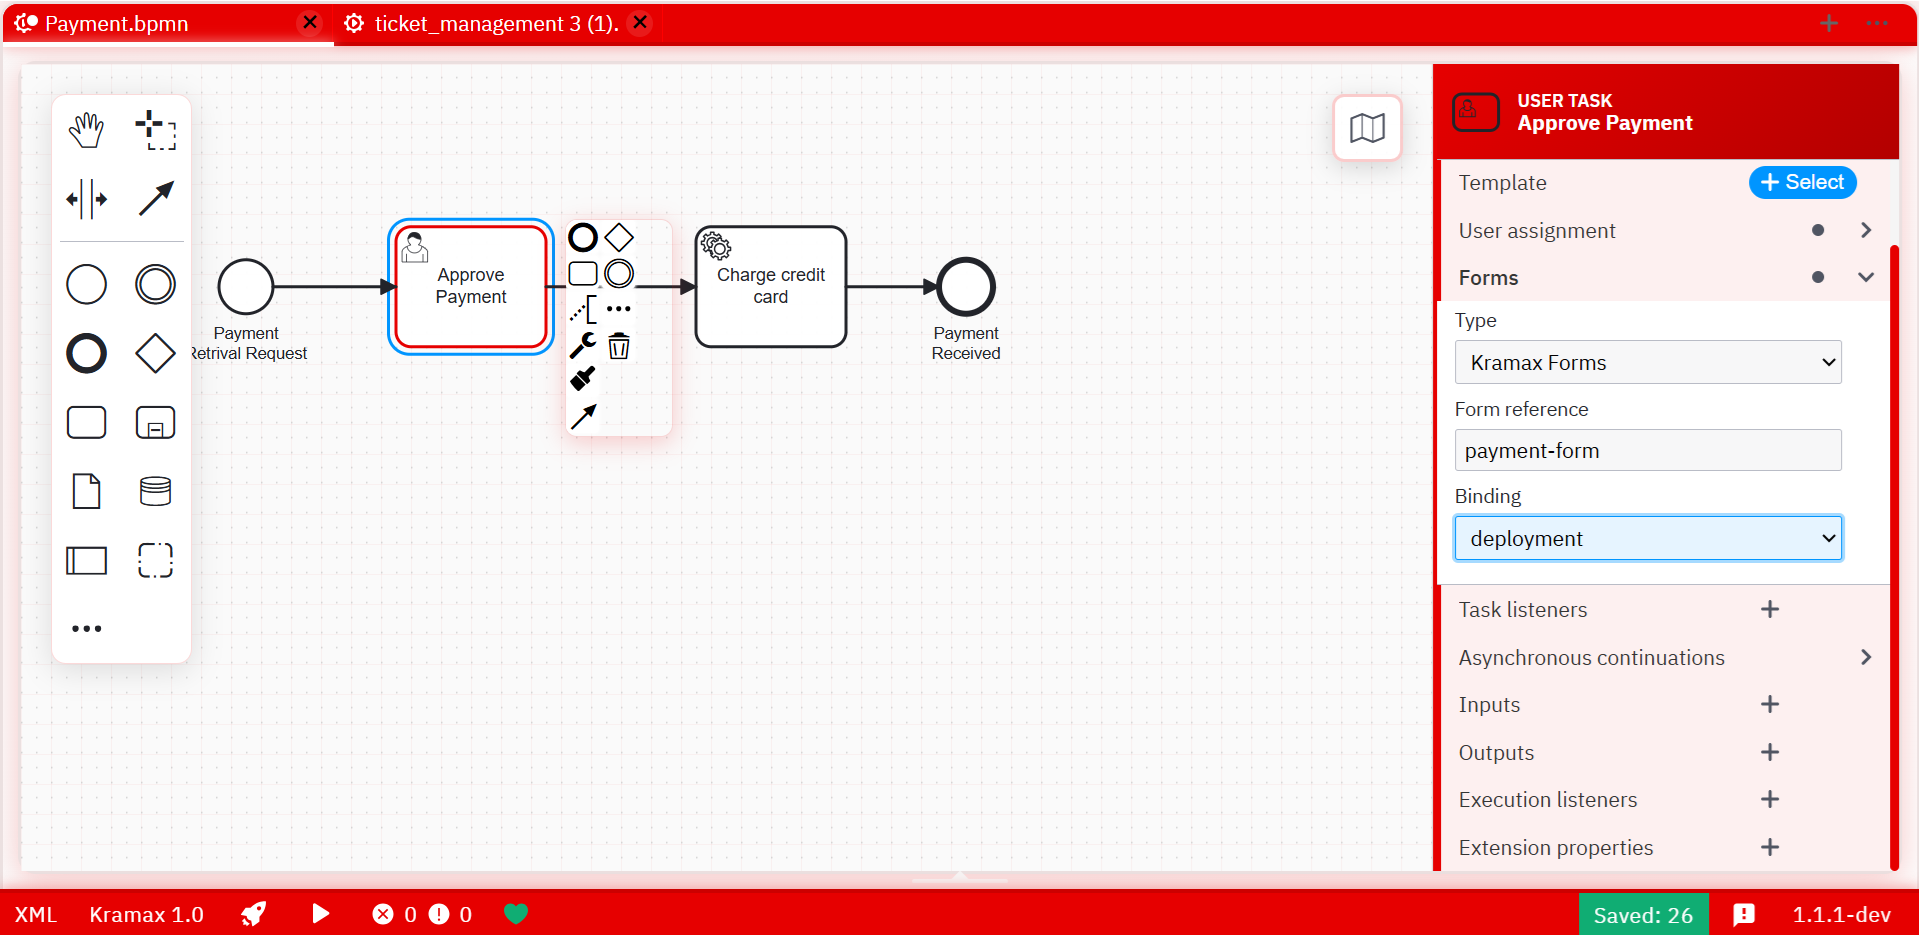 Payment.bpmn
ticket_management 3 (1).
USER TASK
Approve Payment
Template
Select
User assignment
Forms
Type
Kramax Forms
Form reference
payment-form
Binding
deployment
Task listeners
Asynchronous continuations
Inputs
Outputs
Execution listeners
Extension properties
Payment
Retrival Request
Approve
Payment
Charge credit
card
Payment
Received
XML
Kramax 1.0
0
0
Saved: 26
1.1.1-dev